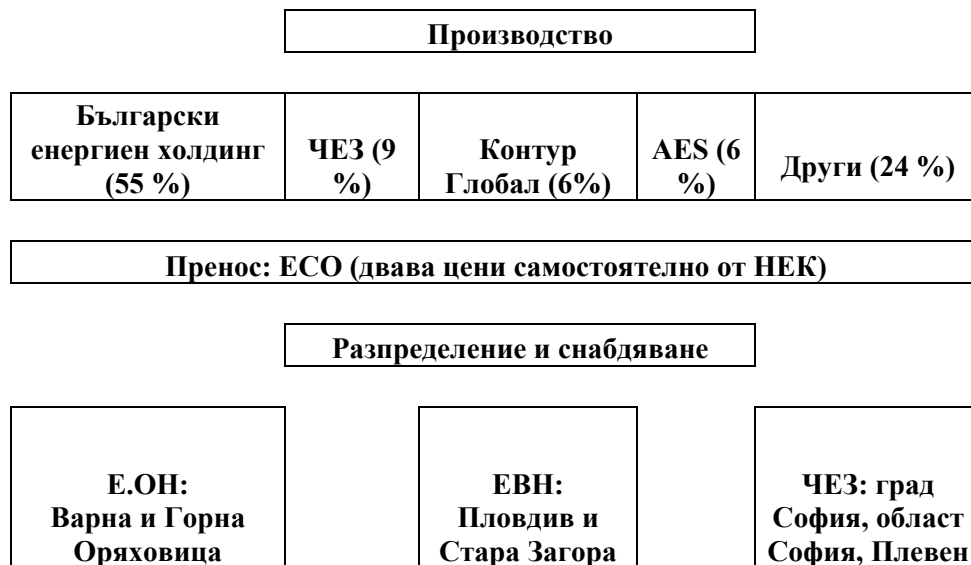 Производство
Български
енергиен холдинг
(55 %)
ЧЕЗ (9
%)
Контур
Глобал (6%)
AES (6
%)
Други (24 %)
Пренос: ECO (двава цени самостоятелно от НЕК)
Разпределение и снабдяване
Е.ОН:
Варна и Горна
Оряховица
ЕВН:
Пловдив и
Стара Загора
ЧЕЗ: град
София, област
София, Плевен